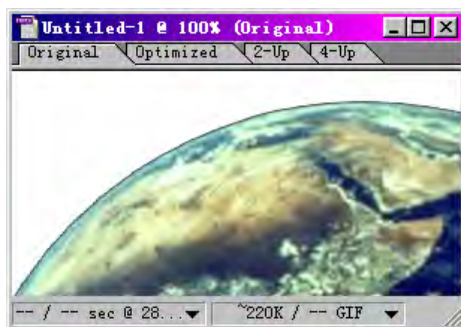 Untitled-1 @ 100% (Original)
Original Optimized 2-Up 4-Up
-- / -- sec @ 28... ~220K / -- GIF